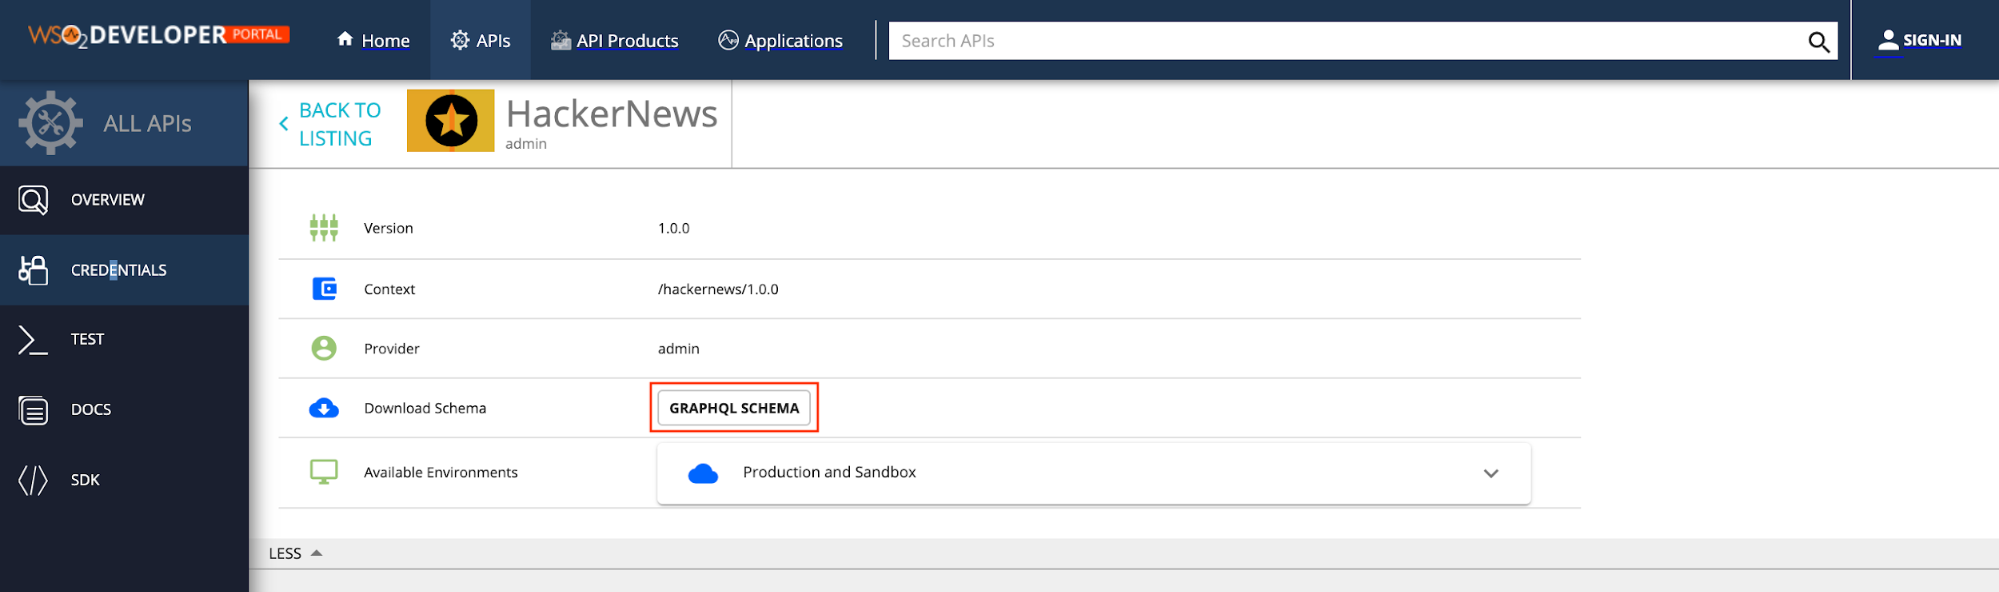 WSO2 DEVELOPER PORTAL
Home
APIs
API Products
Applications
Search APIs
SIGN-IN
ALL APIs
BACK TO
LISTING
HackerNews
admin
OVERVIEW
CREDENTIALS
TEST
DOCS
SDK
Version 1.0.0
Context /hackernews/1.0.0
Provider admin
Download Schema GRAPHQL SCHEMA
Available Environments Production and Sandbox
LESS